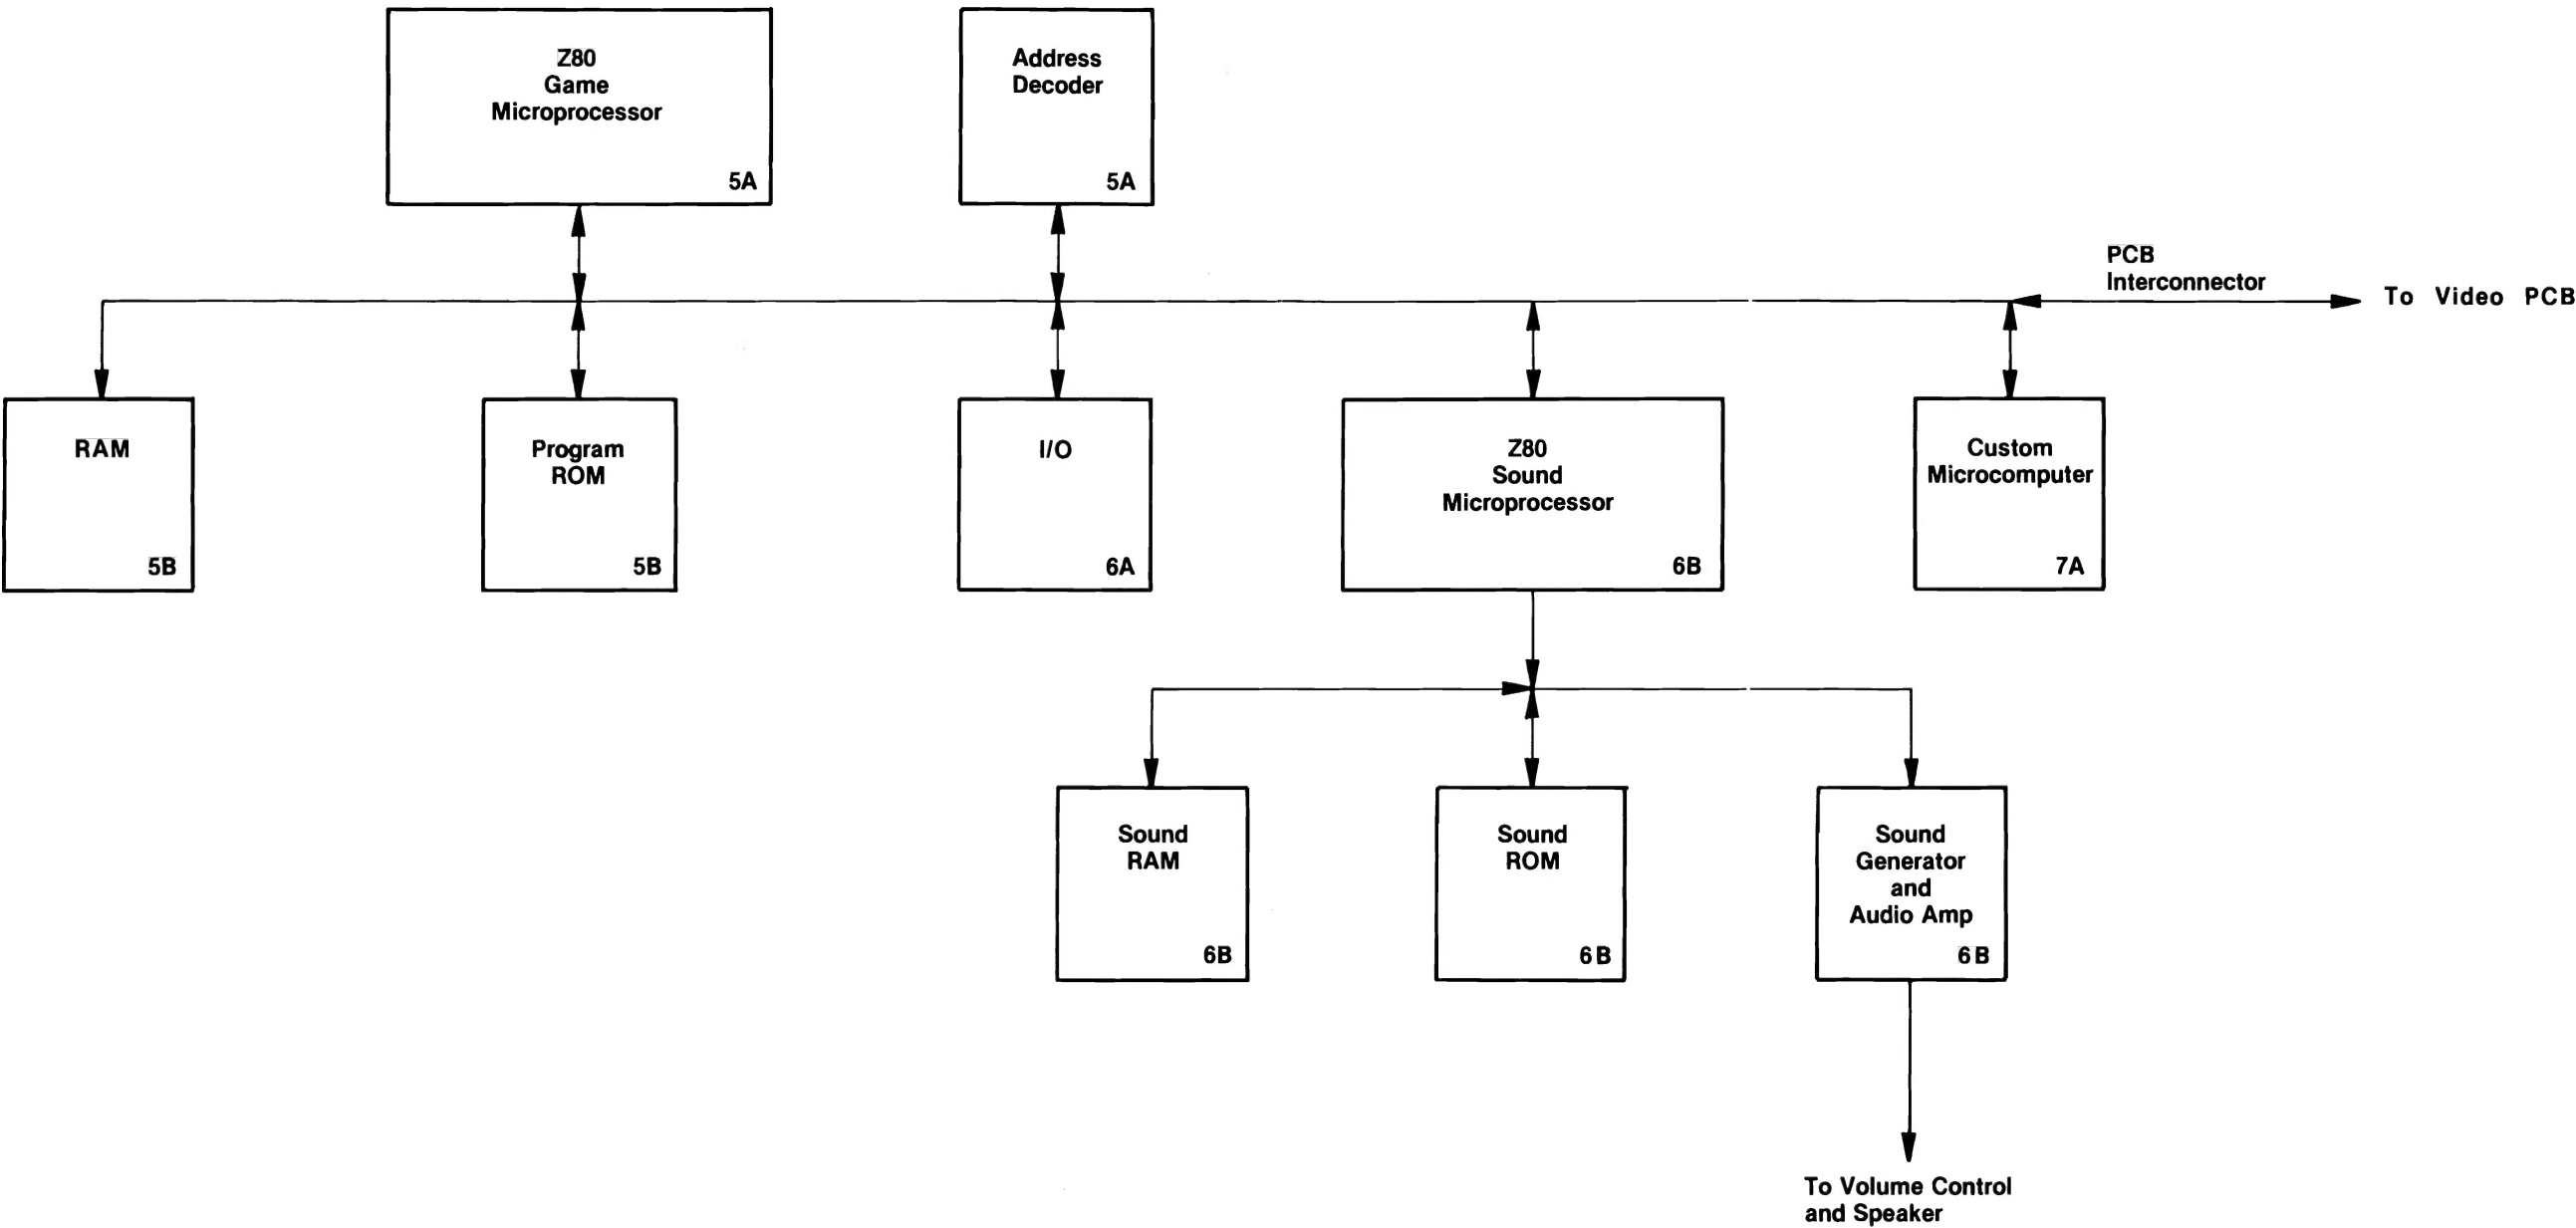 Z80
Game
Microprocessor
5A
Address
Decoder
5A
PCB
Interconnector
To Video PCB
RAM
5B
Program
ROM
5B
I/O
6A
Z80
Sound
Microprocessor
6B
Custom
Microcomputer
7A
Sound
RAM
6B
Sound
ROM
6B
Sound
Generator
and
Audio Amp
6B
To Volume Control
and Speaker